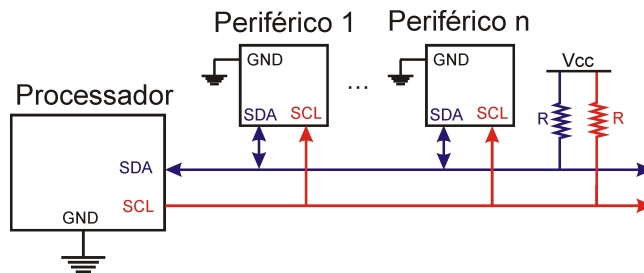 Periférico 1
Periférico n
GND
GND
...
Vcc
Processador
SDA
SCL
SDA
SCL
R
R
SDA
SCL
GND